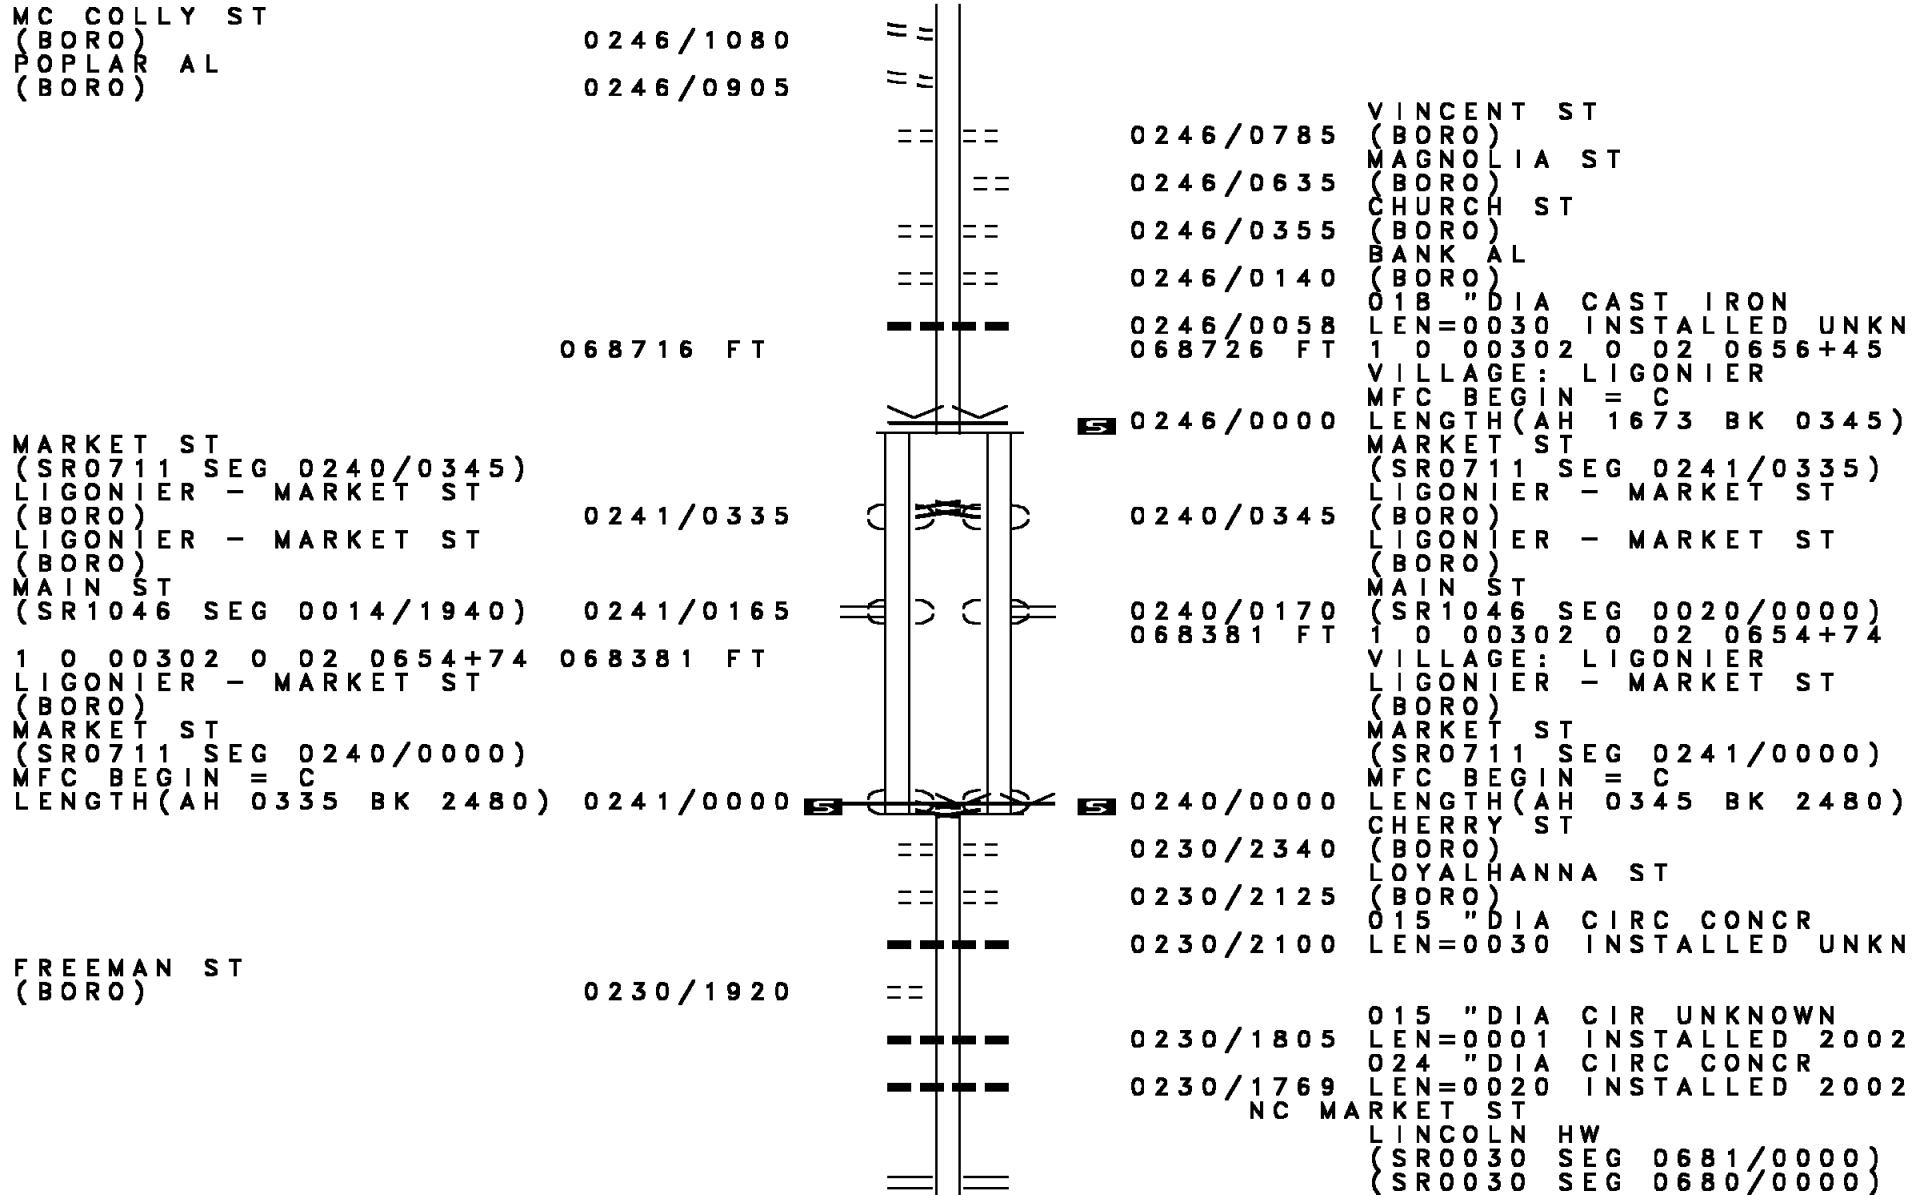 MC COLLY ST
(BORO) 0246/1080
POPLAR AL
(BORO) 0246/0905
VINCENT ST
0246/0785 (BORO)
MAGNOLIA ST
0246/0635 (BORO)
CHURCH ST
0246/0355 (BORO)
BANK AL
0246/0140 (BORO)
018 "DIA CAST IRON
0246/0058 LEN=0030 INSTALLED UNKN
068716 FT 068726 FT 1 0 00302 0 02 0656+45
VILLAGE: LIGONIER
MFC BEGIN = C
S 0246/0000 LENGTH(AH 1673 BK 0345)
MARKET ST MARKET ST
(SR0711 SEG 0240/0345) (SR0711 SEG 0241/0335)
LIGONIER - MARKET ST LIGONIER - MARKET ST
(BORO) 0241/0335 0240/0345 (BORO)
LIGONIER - MARKET ST LIGONIER - MARKET ST
(BORO) (BORO)
MAIN ST MAIN ST
(SR1046 SEG 0014/1940) 0241/0165 0240/0170 (SR1046 SEG 0020/0000)
068381 FT 1 0 00302 0 02 0654+74
1 0 00302 0 02 0654+74 068381 FT VILLAGE: LIGONIER
LIGONIER - MARKET ST LIGONIER - MARKET ST
(BORO) (BORO)
MARKET ST MARKET ST
(SR0711 SEG 0240/0000) (SR0711 SEG 0241/0000)
MFC BEGIN = C MFC BEGIN = C
LENGTH(AH 0335 BK 2480) 0241/0000 S S 0240/0000 LENGTH(AH 0345 BK 2480)
CHERRY ST
0230/2340 (BORO)
LOYALHANNA ST
0230/2125 (BORO)
015 "DIA CIRC CONCR
0230/2100 LEN=0030 INSTALLED UNKN
FREEMAN ST
(BORO) 0230/1920
015 "DIA CIR UNKNOWN
0230/1805 LEN=0001 INSTALLED 2002
024 "DIA CIRC CONCR
0230/1769 LEN=0020 INSTALLED 2002
NC MARKET ST
LINCOLN HW
(SR0030 SEG 0681/0000)
(SR0030 SEG 0680/0000)